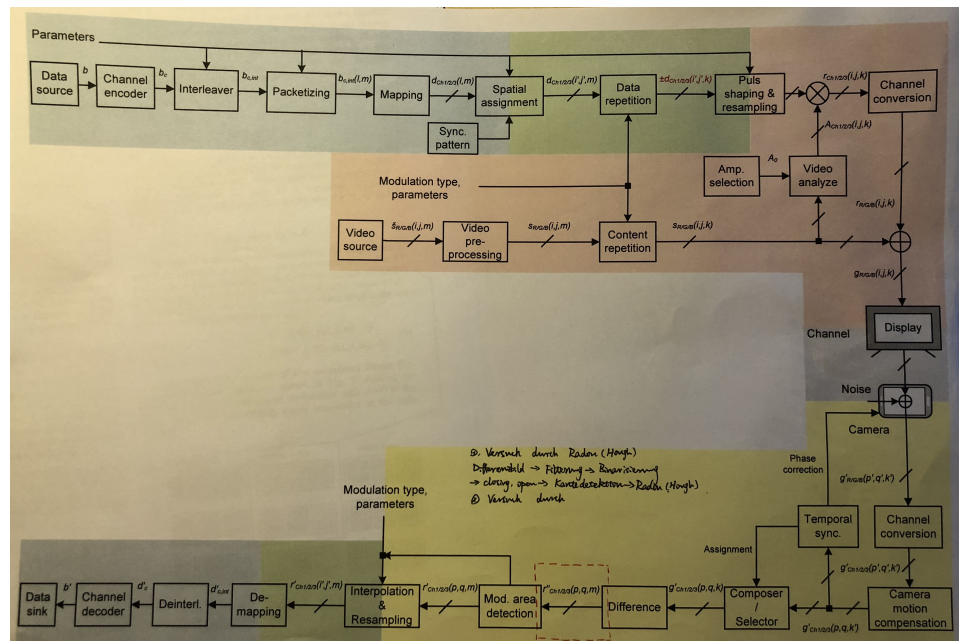 Parameters
Data source
b
Channel encoder
b_c
Interleaver
b_c,int
Packetizing
b_c,int(l,m)
Mapping
d_Ch1/2/3(l,m)
Spatial assignment
d_Ch1/2/3(i',j',m)
Data repetition
±d_Ch1/2/3(i',j',k)
Puls shaping & resampling
r_Ch1/2/3(i,j,k)
Channel conversion
Sync. pattern
A_Ch1/2/3(i,j,k)
Amp. selection
A_0
Video analyze
Modulation type, parameters
r_R/G/B(i,j,k)
Video source
š_R/G/B(i,j,m)
Video pre-processing
s_R/G/B(i,j,m)
Content repetition
s_R/G/B(i,j,k)
g_R/G/B(i,j,k)
Channel
Display
Noise
Camera
Phase correction
g'_R/G/B(p',q',k')
① Versuch durch Radon (Hough)
Differenzbild → Filterung → Binarisierung
→ closing, open → Kantedetektion → Radon (Hough)
② Versuch durch
Modulation type, parameters
Temporal sync.
Channel conversion
Assignment
g'_Ch1/2/3(p',q',k')
Data sink
b'
Channel decoder
d'_c
Deinterl.
d'_c,int
De-mapping
r'_Ch1/2/3(i',j',m)
Interpolation & Resampling
r'_Ch1/2/3(p,q,m)
Mod. area detection
r''_Ch1/2/3(p,q,m)
Difference
g'_Ch1/2/3(p,q,k)
Composer / Selector
g'_Ch1/2/3(p,q,k')
Camera motion compensation